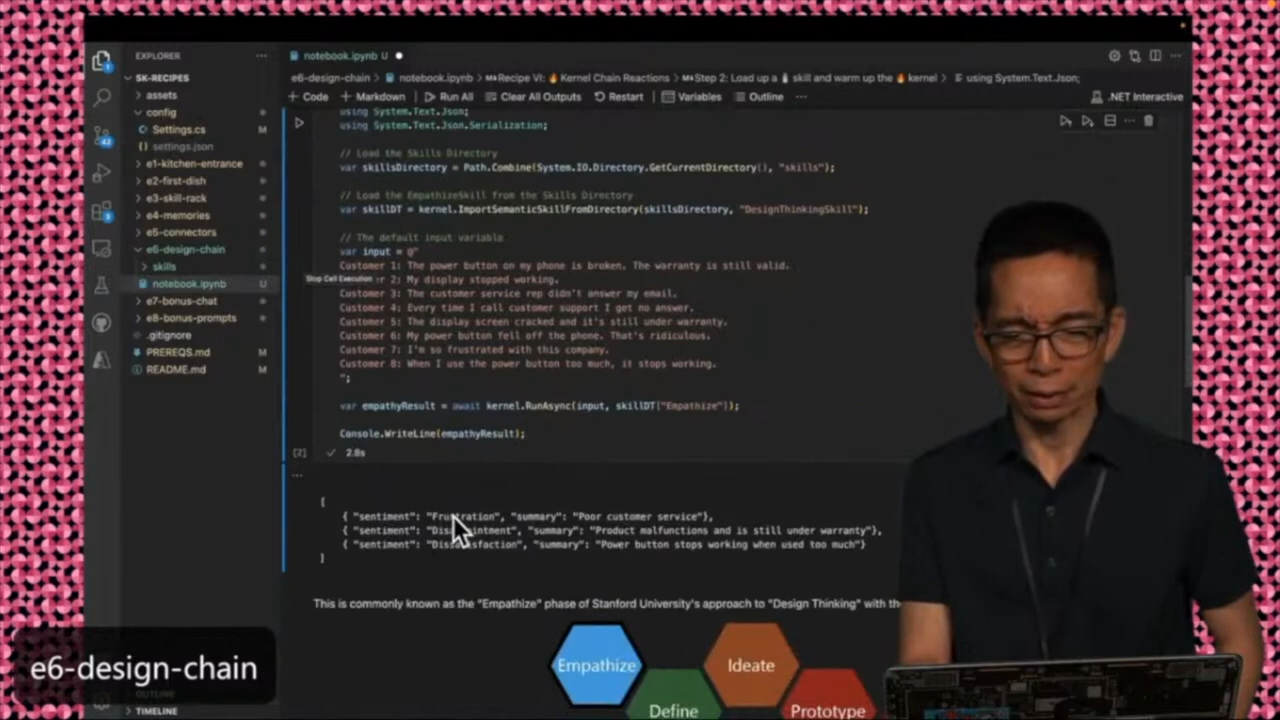 EXPLORER
notebook.ipynb U
SK-RECIPES
e6-design-chain > notebook.ipynb > Recipe VI: Kernel Chain Reactions > Step 2: Load up a skill and warm up the kernel > using System.Text.Json;
assets
+ Code + Markdown Run All Clear All Outputs Restart Variables Outline ... .NET Interactive
config
Settings.cs M
settings.json
e1-kitchen-entrance
e2-first-dish
e3-skill-rack
e4-memories
e5-connectors
e6-design-chain
skills
notebook.ipynb U
e7-bonus-chat
e8-bonus-prompts
.gitignore
PREREQS.md M
README.md M
using System.Text.Json;
using System.Text.Json.Serialization;
// Load the Skills Directory
var skillsDirectory = Path.Combine(System.IO.Directory.GetCurrentDirectory(), "skills");
// Load the EmpathizeSkill from the Skills Directory
var skillDT = kernel.ImportSemanticSkillFromDirectory(skillsDirectory, "DesignThinkingSkill");
// The default input variable
var input = @"
Customer 1: The power button on my phone is broken. The warranty is still valid.
Stop Cell Execution
r 2: My display stopped working.
Customer 3: The customer service rep didn't answer my email.
Customer 4: Every time I call customer support I get no answer.
Customer 5: The display screen cracked and it's still under warranty.
Customer 6: My power button fell off the phone. That's ridiculous.
Customer 7: I'm so frustrated with this company.
Customer 8: When I use the power button too much, it stops working.
";
var empathyResult = await kernel.RunAsync(input, skillDT["Empathize"]);
Console.WriteLine(empathyResult);
[2] 2.8s
[
{ "sentiment": "Frustration", "summary": "Poor customer service"},
{ "sentiment": "Disappointment", "summary": "Product malfunctions and is still under warranty"},
{ "sentiment": "Dissatisfaction", "summary": "Power button stops working when used too much"}
]
This is commonly known as the "Empathize" phase of Stanford University's approach to "Design Thinking" with the
Empathize
Ideate
Define
Prototype
e6-design-chain
OUTLINE
TIMELINE